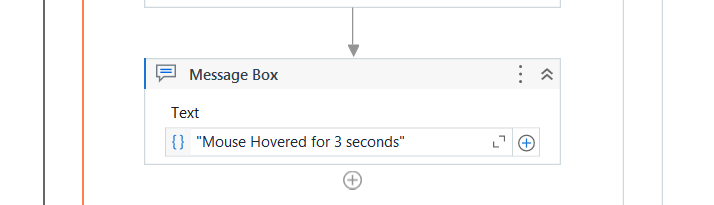 Message Box
Text
{} "Mouse Hovered for 3 seconds"